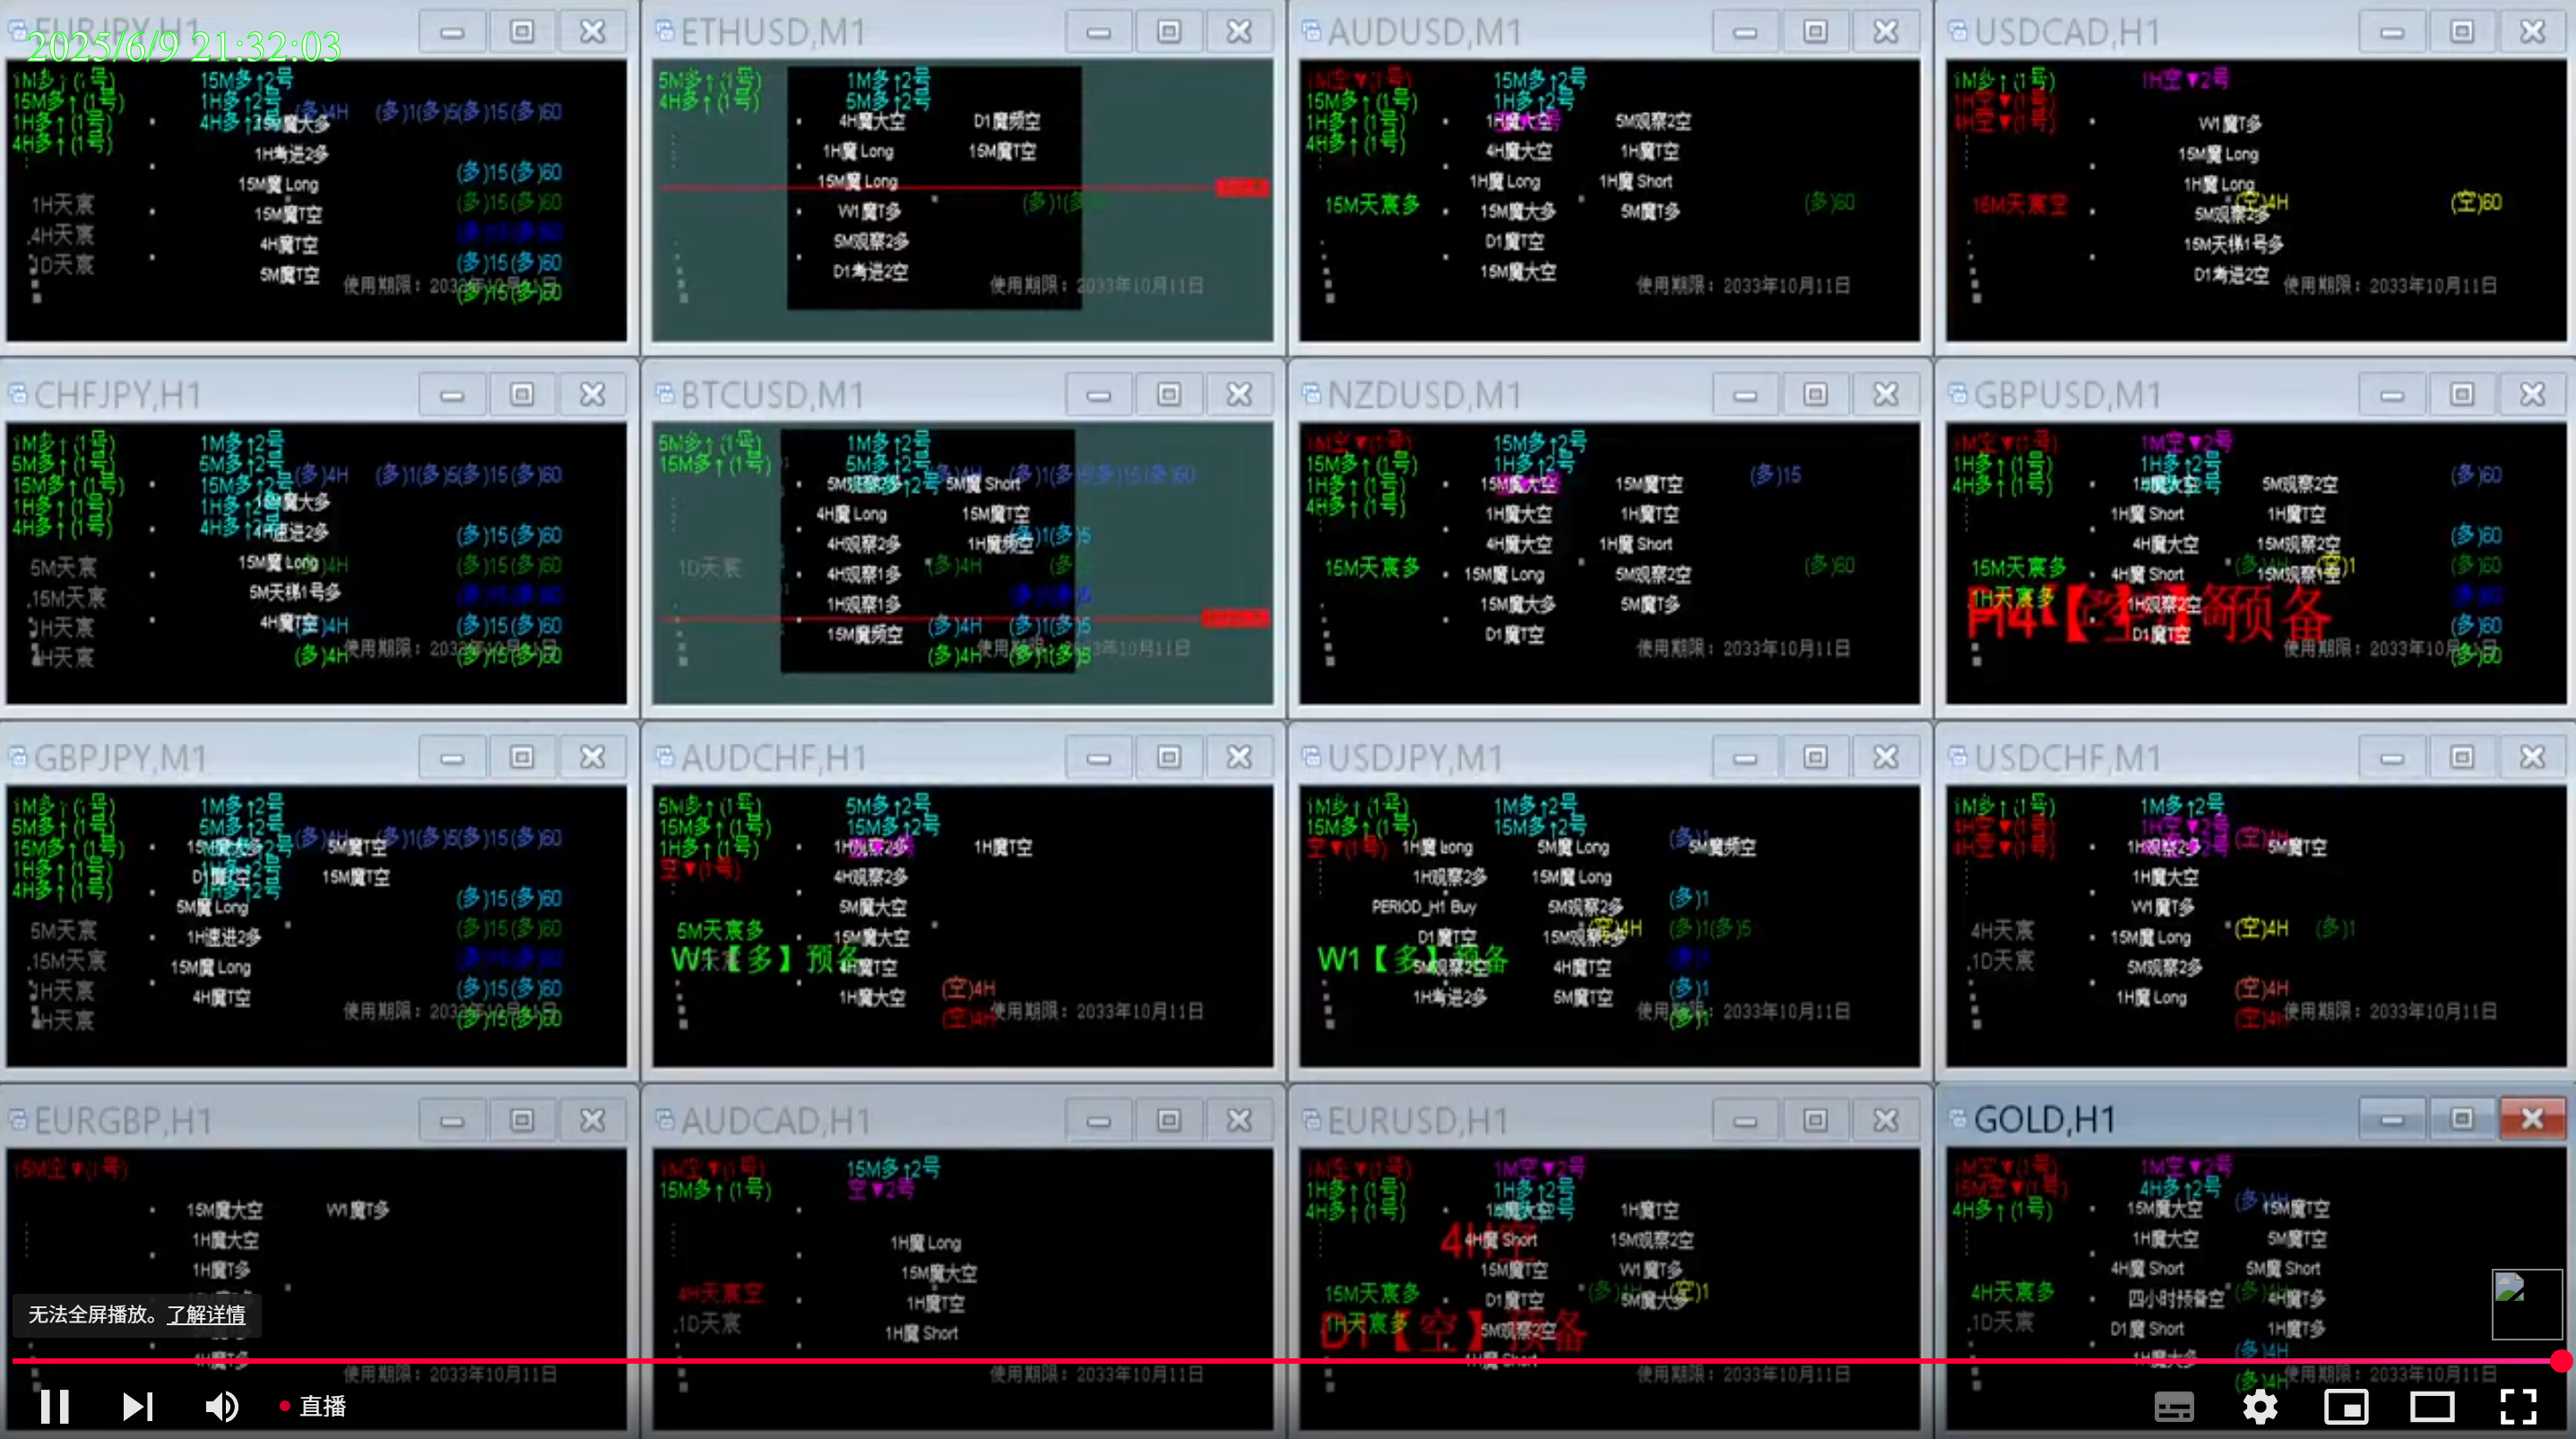 EURJPY,H1
2025/6/9 21:32:03
1M多↑(1号)
15M多↑(1号)
1H多↑(1号)
4H多↑(1号)
15M多↑2号
1H多↑2号
4H多↑
(多)4H (多)1(多)5(多)15(多)60
15M魔大多
1H考进2多
15M魔 Long
(多)15(多)60
1H天宸
15M魔T空
(多)15(多)60
4H天宸
4H魔T空
1D天宸
5M魔T空
(多)15(多)60
使用期限：2033年10月11日
(多)15(多)60
ETHUSD,M1
5M多↑(1号)
4H多↑(1号)
1M多↑2号
5M多↑2号
4H魔大空 D1魔频空
1H魔 Long 15M魔T空
15M魔 Long
W1魔T多
5M观察2多
D1考进2空
使用期限：2033年10月11日
AUDUSD,M1
1M空▼(1号)
15M多↑(1号)
1H多↑(1号)
4H多↑(1号)
15M多↑2号
1H多↑2号
1H魔大空 5M观察2空
4H魔大空 1H魔T空
1H魔 Long 1H魔 Short
15M天宸多 15M魔大多 5M魔T多 (多)60
D1魔T空
15M魔大空
使用期限：2033年10月11日
USDCAD,H1
1M多↑(1号)
1H空▼(1号)
4H空▼(1号)
1H空▼2号
W1魔T多
15M魔 Long
1H魔 Long
15M天宸空 (空)4H (空)60
5M观察2多
15M天梯1号多
D1考进2空
使用期限：2033年10月11日
CHFJPY,H1
1M多↑(1号)
5M多↑(1号)
15M多↑(1号)
1H多↑(1号)
4H多↑(1号)
1M多↑2号
5M多↑2号
15M多↑2号
1H多↑2号
4H多↑2号
(多)4H (多)1(多)5(多)15(多)60
15M魔大多
4H速进2多
(多)15(多)60
5M天宸 15M魔 Long (多)15(多)60
15M天宸 5M天梯1号多
1H天宸 4H魔T空 (多)4H (多)15(多)60
4H天宸 (多)4H (多)15(多)60
使用期限：2033年10月11日
BTCUSD,M1
5M多↑(1号)
15M多↑(1号)
1M多↑2号
5M多↑2号
5M观察2多 5M魔 Short
4H魔 Long 15M魔T空
4H观察2多 1H魔频空
1D天宸 4H观察1多 (多)4H
1H观察1多
15M魔频空 (多)4H (多)1(多)5
(多)4H (多)1(多)5
NZDUSD,M1
1M空▼(1号)
15M多↑(1号)
1H多↑(1号)
4H多↑(1号)
15M多↑2号
1H多↑2号
(多)15
15M魔大空 15M魔T空
1H魔大空 1H魔T空
4H魔大空 1H魔 Short
15M天宸多 15M魔 Long 5M观察2空 (多)60
15M魔大多 5M魔T多
D1魔T空
使用期限：2033年10月11日
GBPUSD,M1
1M空▼(1号)
1H多↑(1号)
4H多↑(1号)
1M空▼2号
1H多↑2号
(多)60
1H魔大空 5M观察2空
1H魔 Short 1H魔T空
4H魔大空 15M观察2空
(多)60
15M天宸多 4H魔 Short (多)60
1H天宸多 1H观察2空
预备
D1魔T空 (多)60
使用期限：2033年10月11日
(多)60
GBPJPY,M1
1M多↑(1号)
5M多↑(1号)
15M多↑(1号)
1H多↑(1号)
4H多↑(1号)
1M多↑2号
5M多↑2号
(多)4H (多)1(多)5(多)15(多)60
15M魔大多 5M魔T空
D1魔T空 15M魔T空
5M魔 Long (多)15(多)60
5M天宸 1H速进2多 (多)15(多)60
15M天宸 15M魔 Long
1H天宸 4H魔T空 (多)15(多)60
4H天宸 (多)15(多)60
使用期限：2033年10月11日
AUDCHF,H1
5M多↑(1号)
15M多↑(1号)
1H多↑(1号)
空▼(1号)
5M多↑2号
15M多↑2号
1H观察2多 1H魔T空
4H观察2多
5M魔大空
5M天宸多 15M魔大空
W1【多】预备
4H魔T空
1H魔大空 (空)4H
(空)4H
使用期限：2033年10月11日
USDJPY,M1
1M多↑(1号)
15M多↑(1号)
空▼(1号)
1M多↑2号
15M多↑2号
(多)1
1H魔 Long 5M魔 Long 5M魔频空
1H观察2多 15M魔 Long
PERIOD_H1 Buy 5M观察2多 (多)1
D1魔T空 15M观察2多 (空)4H (多)1(多)5
W1【多】预备
5M观察2空 4H魔T空
1H考进2多 5M魔T空 (多)1
使用期限：2033年10月11日
(多)1
USDCHF,M1
1M多↑(1号)
4H空▼(1号)
1M多↑2号
1H空▼2号
(空)4H
1H观察2多 5M魔T空
1H魔大空
W1魔T多
4H天宸 15M魔 Long (空)4H (多)1
1D天宸 5M观察2多
1H魔 Long (空)4H
(空)4H
使用期限：2033年10月11日
EURGBP,H1
15M空▼(1号)
15M魔大空 W1魔T多
1H魔大空
1H魔T多
4H魔T多
使用期限：2033年10月11日
AUDCAD,H1
1M空▼(1号)
15M多↑(1号)
15M多↑2号
空▼2号
1H魔 Long
15M魔大空
4H天宸空 1H魔T空
1D天宸 1H魔 Short
使用期限：2033年10月11日
EURUSD,H1
1M空▼(1号)
1H多↑(1号)
4H多↑(1号)
1M空▼2号
1H多↑2号
1H魔T空
4H空
4H魔 Short 15M观察2空
15M魔T空 W1魔T多
15M天宸多 D1魔T空 5M魔大多 (空)1
1H天宸多 5M观察2空
D1【空】预备
1H魔 Short
使用期限：2033年10月11日
GOLD,H1
1M空▼(1号)
15M空▼(1号)
4H多↑(1号)
1M空▼2号
4H多↑2号
(多)4H
15M魔大空 15M魔T空
1H魔大空 5M魔T空
4H魔 Short 5M魔 Short
4H天宸多 四小时预备空 4H魔T多
1D天宸 D1魔 Short 1H魔T多
1H魔大多 (多)4H
(多)4H
使用期限：2033年10月11日
无法全屏播放。了解详情
直播